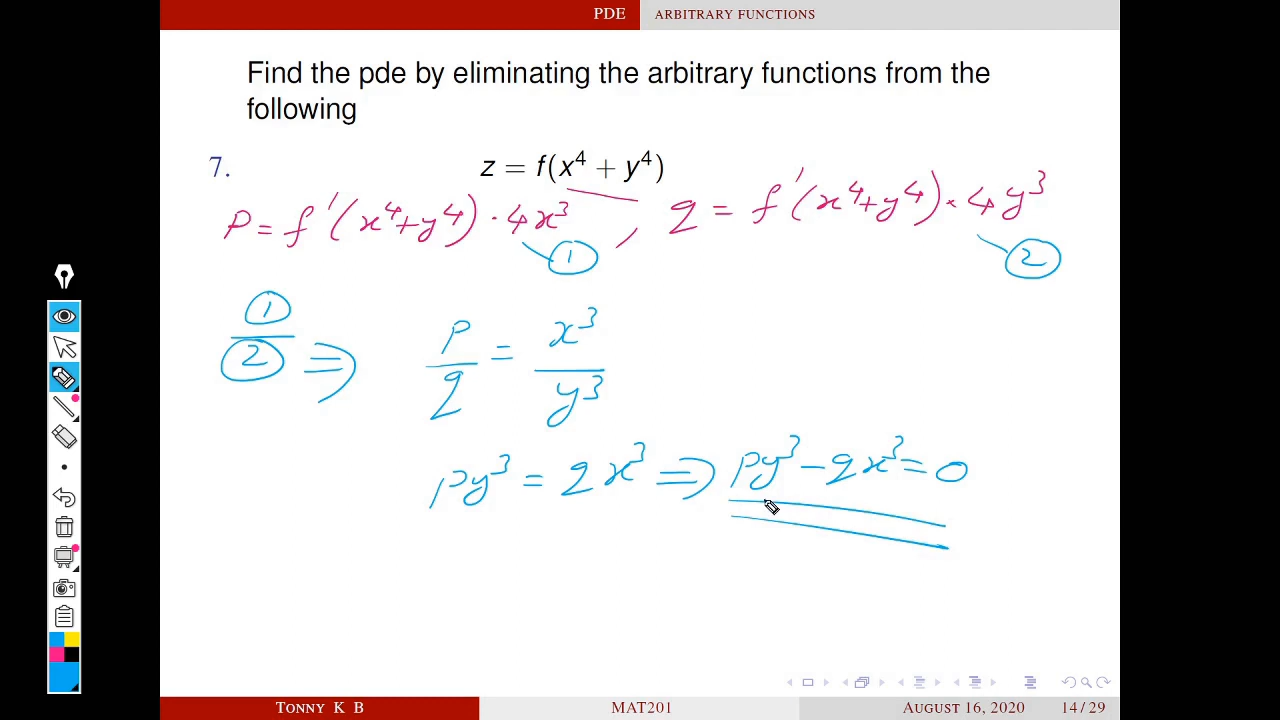 PDE ARBITRARY FUNCTIONS
Find the pde by eliminating the arbitrary functions from the
following
7. z = f(x⁴ + y⁴)
p = f'(x⁴+y⁴) · 4x³ , q = f'(x⁴+y⁴) · 4y³
① ②
①/② ⇒ p/q = x³/y³
py³ = qx³ ⇒ py³ − qx³ = 0
TONNY K B MAT201 AUGUST 16, 2020 14 / 29